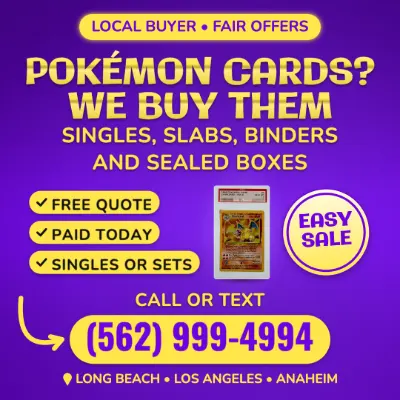 LOCAL BUYER • FAIR OFFERS
POKÉMON CARDS?
WE BUY THEM
SINGLES, SLABS, BINDERS
AND SEALED BOXES
FREE QUOTE
PAID TODAY
SINGLES OR SETS
EASY
SALE
CALL OR TEXT
(562) 999-4994
LONG BEACH • LOS ANGELES • ANAHEIM